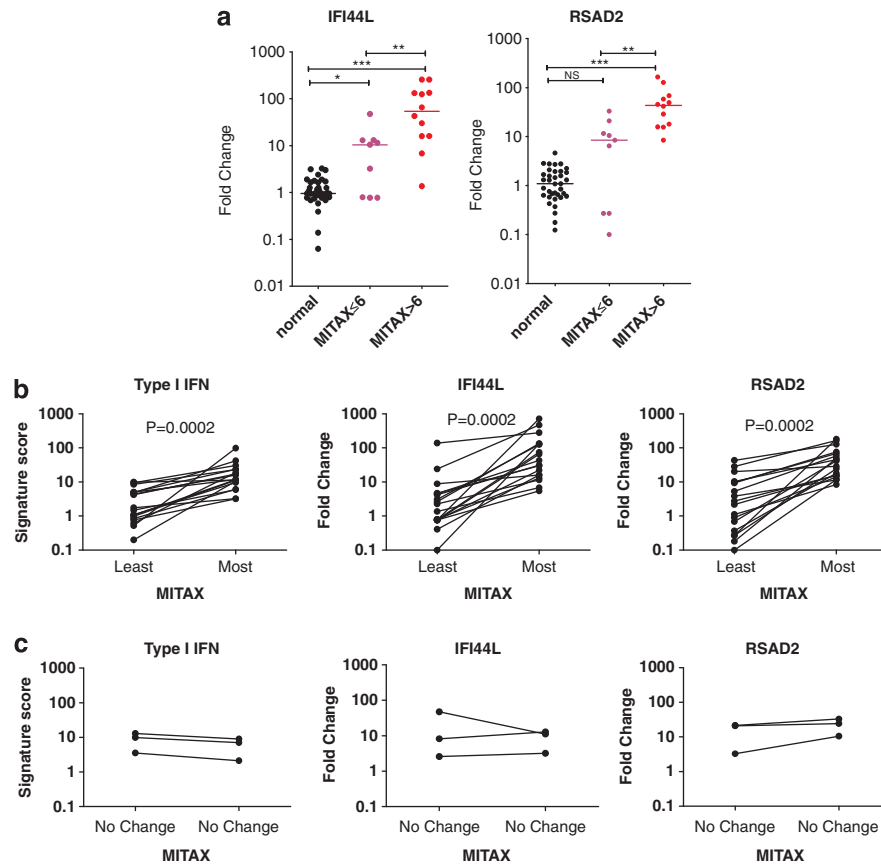 a
IFI44L
RSAD2
**
***
*
**
***
NS
Fold Change
1000
100
10
1
0.1
0.01
Fold Change
1000
100
10
1
0.1
0.01
normal
MITAX≤6
MITAX>6
normal
MITAX≤6
MITAX>6
b
Type I IFN
IFI44L
RSAD2
Signature score
1000
100
10
1
0.1
P=0.0002
Least
Most
MITAX
Fold Change
1000
100
10
1
0.1
P=0.0002
Least
Most
MITAX
Fold Change
1000
100
10
1
0.1
P=0.0002
Least
Most
MITAX
c
Type I IFN
IFI44L
RSAD2
Signature score
1000
100
10
1
0.1
No Change No Change
MITAX
Fold Change
1000
100
10
1
0.1
No Change No Change
MITAX
Fold Change
1000
100
10
1
0.1
No Change No Change
MITAX